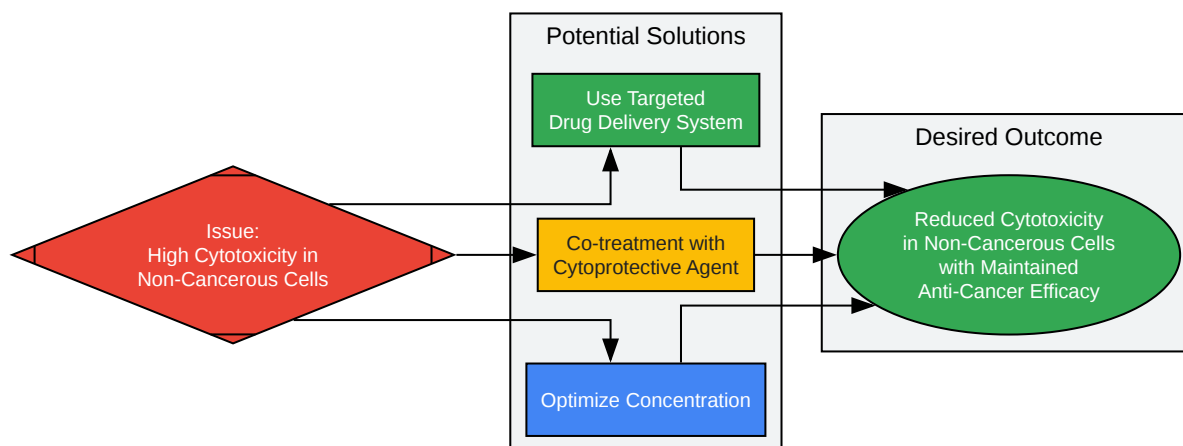 Potential Solutions
Use Targeted
Drug Delivery System
Desired Outcome
Issue:
High Cytotoxicity in
Non-Cancerous Cells
Co-treatment with
Cytoprotective Agent
Reduced Cytotoxicity
in Non-Cancerous Cells
with Maintained
Anti-Cancer Efficacy
Optimize Concentration